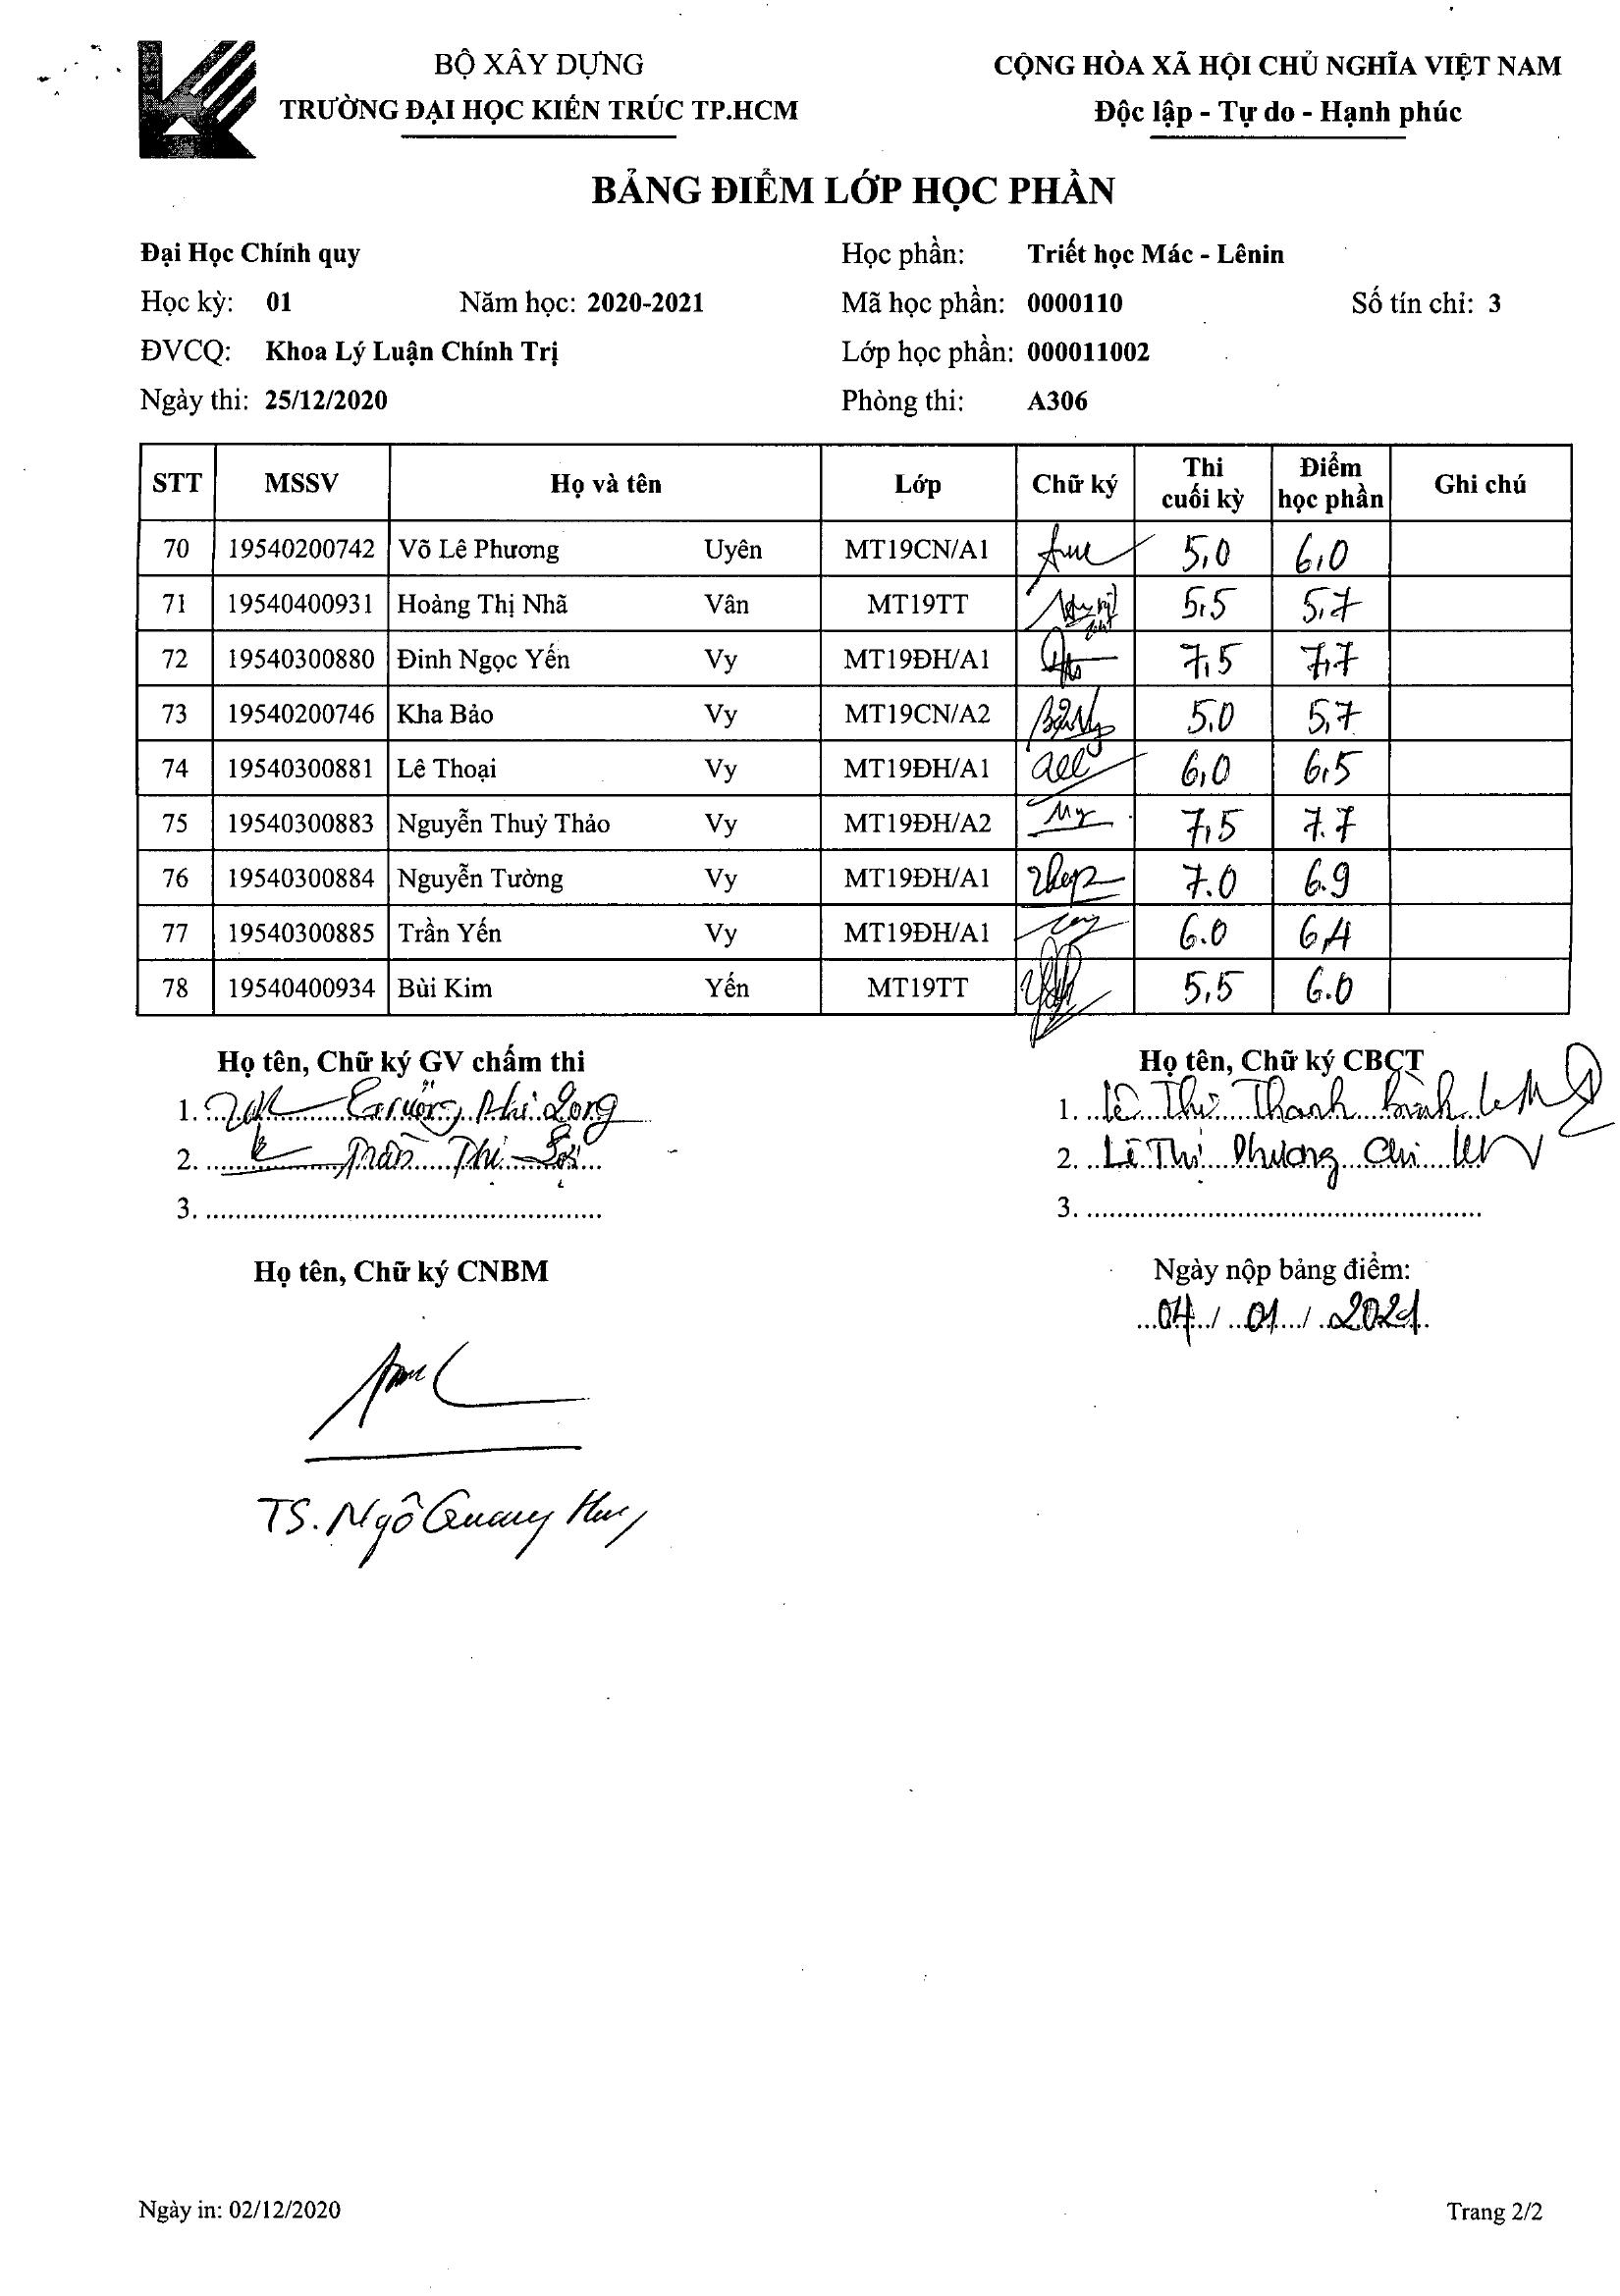 BỘ XÂY DỰNG
TRƯỜNG ĐẠI HỌC KIẾN TRÚC TP.HCM
CỘNG HÒA XÃ HỘI CHỦ NGHĨA VIỆT NAM
Độc lập - Tự do - Hạnh phúc
BẢNG ĐIỂM LỚP HỌC PHẦN
Đại Học Chính quy Học phần: Triết học Mác - Lênin
Học kỳ: 01 Năm học: 2020-2021 Mã học phần: 0000110 Số tín chỉ: 3
ĐVCQ: Khoa Lý Luận Chính Trị Lớp học phần: 000011002
Ngày thi: 25/12/2020 Phòng thi: A306
STT MSSV Họ và tên Lớp Chữ ký Thi cuối kỳ Điểm học phần Ghi chú
70 19540200742 Võ Lê Phương Uyên MT19CN/A1 5,0 6,0
71 19540400931 Hoàng Thị Nhã Vân MT19TT 5,5 5,7
72 19540300880 Đinh Ngọc Yến Vy MT19ĐH/A1 7,5 7,7
73 19540200746 Kha Bảo Vy MT19CN/A2 5,0 5,7
74 19540300881 Lê Thoại Vy MT19ĐH/A1 6,0 6,5
75 19540300883 Nguyễn Thuỳ Thảo Vy MT19ĐH/A2 7,5 7.7
76 19540300884 Nguyễn Tường Vy MT19ĐH/A1 7.0 6.9
77 19540300885 Trần Yến Vy MT19ĐH/A1 6.0 6,4
78 19540400934 Bùi Kim Yến MT19TT 5,5 6.0
Họ tên, Chữ ký GV chấm thi Họ tên, Chữ ký CBCT
1. Phi Long 1. Lê Thị Thanh Bình
2. Trần Thị 2. Lê Thị Phương Chi
3. 3.
Họ tên, Chữ ký CNBM Ngày nộp bảng điểm:
04 / 01 / 2021
TS. Ngô Quang Huy
Ngày in: 02/12/2020 Trang 2/2